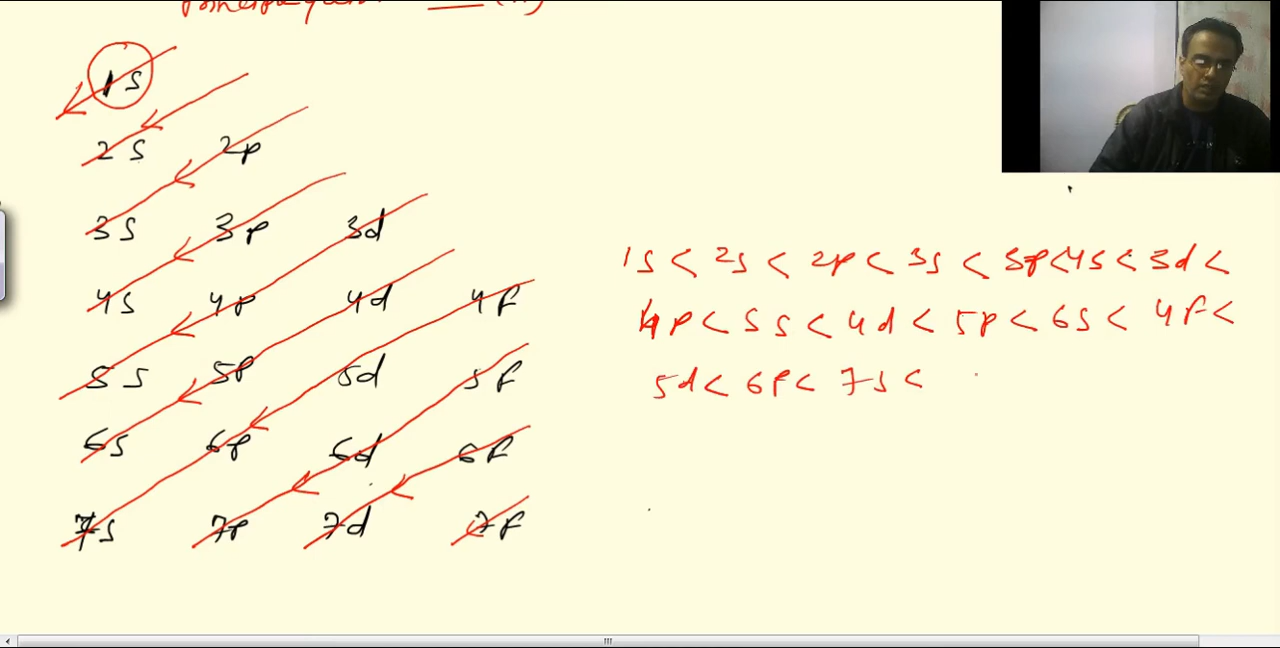 1s
2s 2p
3s 3p 3d
4s 4p 4d 4f
5s 5p 5d 5f
6s 6p 6d 6f
7s 7p 7d 7f
1s < 2s < 2p < 3s < 3p < 4s < 3d <
4p < 5s < 4d < 5p < 6s < 4f <
5d < 6p < 7s <